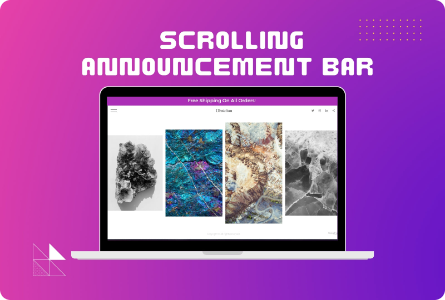 SCROLLING
ANNOUNCEMENT BAR
Free Shipping On All Orders!